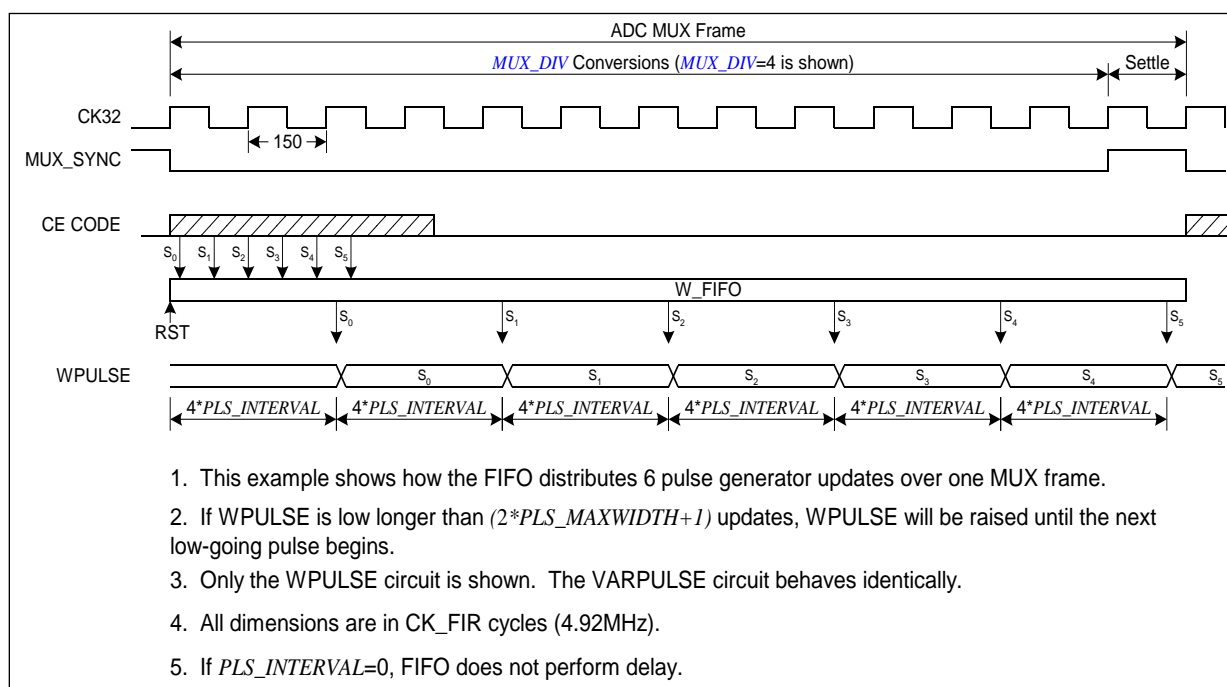 ADC MUX Frame
MUX_DIV Conversions (MUX_DIV=4 is shown)
Settle
CK32
150
MUX_SYNC
CE CODE
S0 S1 S2 S3 S4 S5
W_FIFO
RST
S0 S1 S2 S3 S4 S5
WPULSE
S0 S1 S2 S3 S4 S5
4*PLS_INTERVAL 4*PLS_INTERVAL 4*PLS_INTERVAL 4*PLS_INTERVAL 4*PLS_INTERVAL 4*PLS_INTERVAL
1. This example shows how the FIFO distributes 6 pulse generator updates over one MUX frame.
2. If WPULSE is low longer than (2*PLS_MAXWIDTH+1) updates, WPULSE will be raised until the next
low-going pulse begins.
3. Only the WPULSE circuit is shown. The VARPULSE circuit behaves identically.
4. All dimensions are in CK_FIR cycles (4.92MHz).
5. If PLS_INTERVAL=0, FIFO does not perform delay.